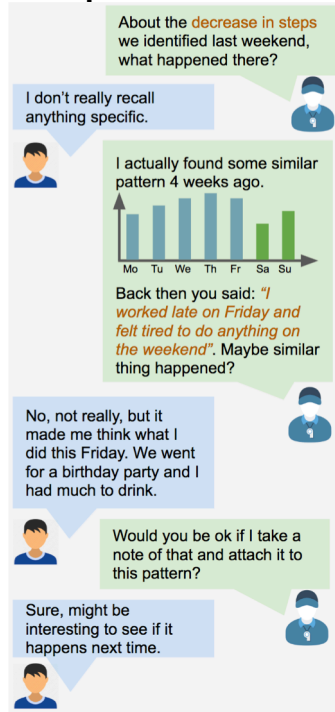 About the decrease in steps
we identified last weekend,
what happened there?
I don’t really recall
anything specific.
I actually found some similar
pattern 4 weeks ago.
Mo Tu We Th Fr Sa Su
Back then you said: “I
worked late on Friday and
felt tired to do anything on
the weekend”. Maybe similar
thing happened?
No, not really, but it
made me think what I
did this Friday. We went
for a birthday party and I
had much to drink.
Would you be ok if I take a
note of that and attach it to
this pattern?
Sure, might be
interesting to see if it
happens next time.